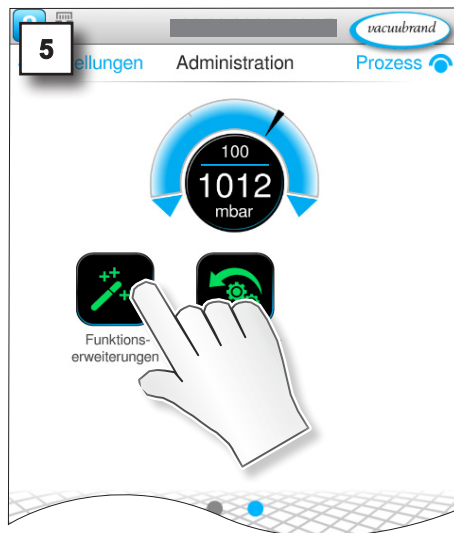 5
vacuubrand
ellungen
Administration
Prozess
100
1012
mbar
Funktions-
erweiterungen